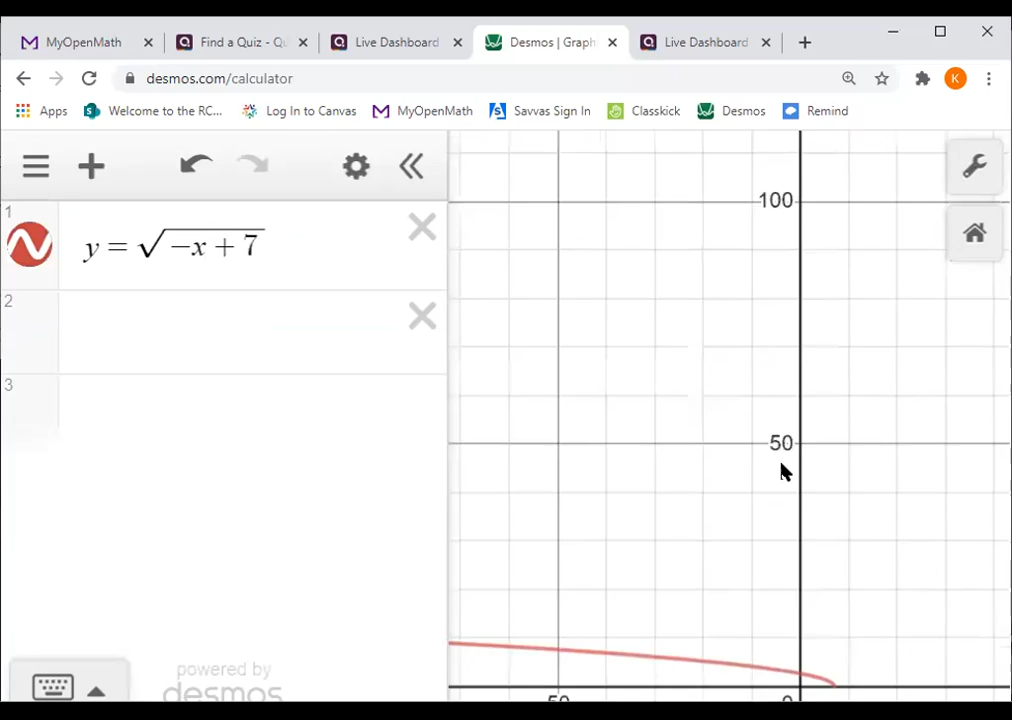 MyOpenMath
Find a Quiz - Qu
Live Dashboard
Desmos | Graph
Live Dashboard
desmos.com/calculator
K
Apps
Welcome to the RC...
Log In to Canvas
MyOpenMath
Savvas Sign In
Classkick
Desmos
Remind
1
y = √−x + 7
2
3
100
50
50
0
powered by
desmos